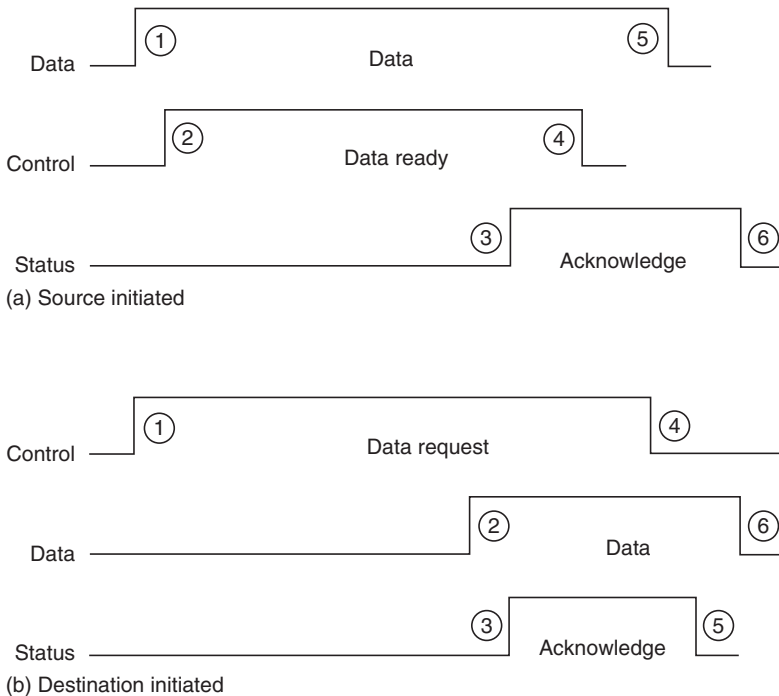 ① ⑤
Data Data
② ④
Control Data ready
③ ⑥
Status Acknowledge
(a) Source initiated
① ④
Control Data request
② ⑥
Data Data
③ ⑤
Status Acknowledge
(b) Destination initiated